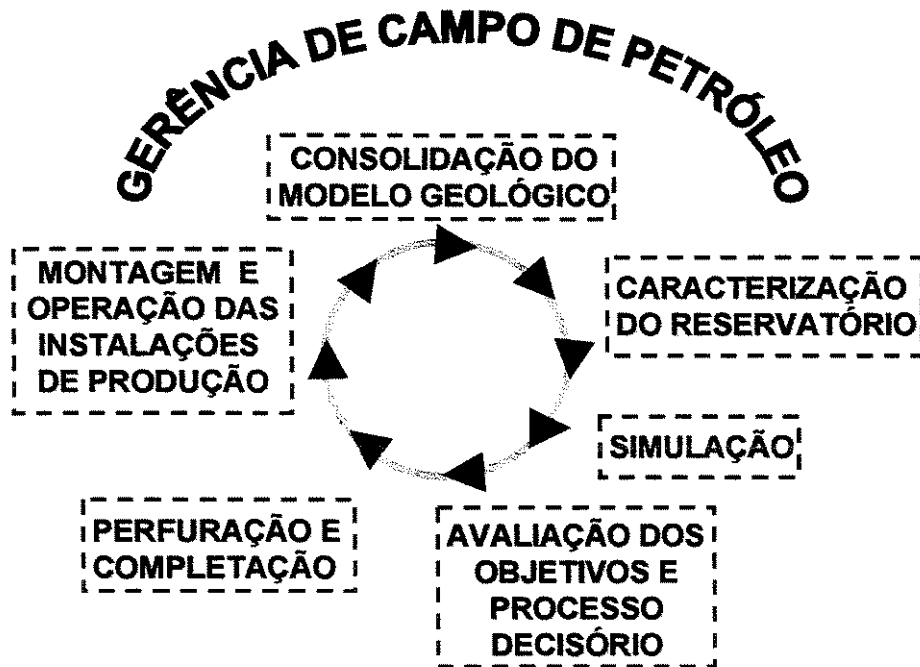 GERÊNCIA DE CAMPO DE PETRÓLEO
CONSOLIDAÇÃO DO
MODELO GEOLÓGICO
CARACTERIZAÇÃO
DO RESERVATÓRIO
SIMULAÇÃO
AVALIAÇÃO DOS
OBJETIVOS E
PROCESSO
DECISÓRIO
PERFURAÇÃO E
COMPLETAÇÃO
MONTAGEM E
OPERAÇÃO DAS
INSTALAÇÕES
DE PRODUÇÃO